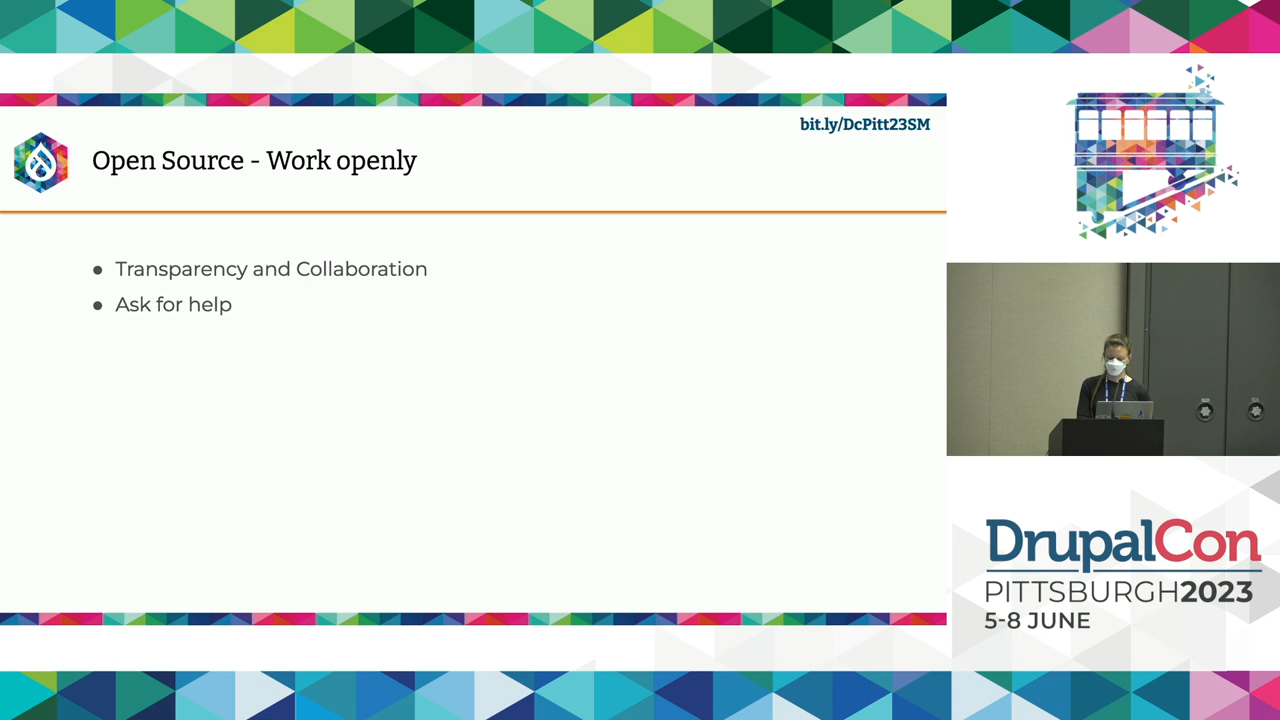 bit.ly/DcPitt23SM
Open Source - Work openly
● Transparency and Collaboration
● Ask for help
DrupalCon
PITTSBURGH2023
5-8 JUNE